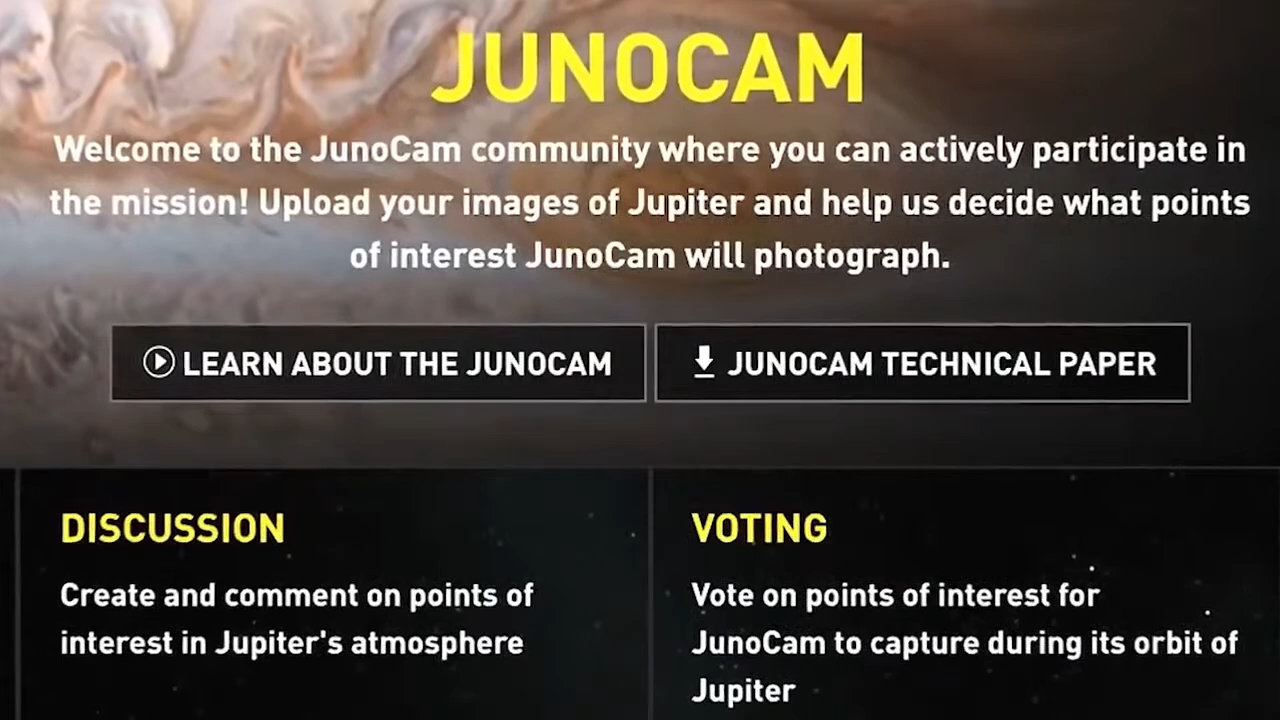 JUNOCAM
Welcome to the JunoCam community where you can actively participate in
the mission! Upload your images of Jupiter and help us decide what points
of interest JunoCam will photograph.
LEARN ABOUT THE JUNOCAM
JUNOCAM TECHNICAL PAPER
DISCUSSION
Create and comment on points of
interest in Jupiter's atmosphere
VOTING
Vote on points of interest for
JunoCam to capture during its orbit of
Jupiter